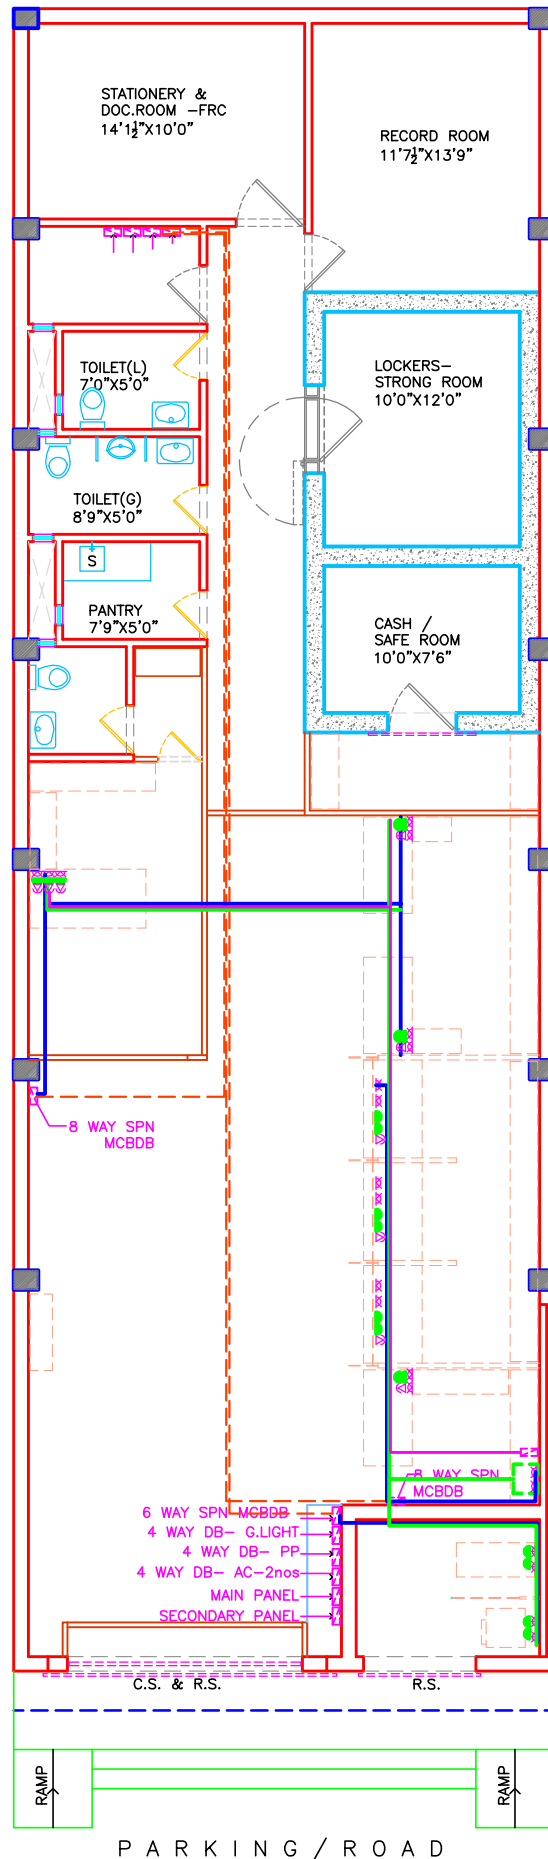 STATIONERY &
DOC.ROOM -FRC
14'1½"X10'0"
RECORD ROOM
11'7½"X13'9"
TOILET(L)
7'0"X5'0"
LOCKERS-
STRONG ROOM
10'0"X12'0"
TOILET(G)
8'9"X5'0"
S
PANTRY
7'9"X5'0"
CASH /
SAFE ROOM
10'0"X7'6"
8 WAY SPN
MCBDB
8 WAY SPN
MCBDB
6 WAY SPN MCBDB
4 WAY DB- G.LIGHT
4 WAY DB- PP
4 WAY DB- AC-2nos
MAIN PANEL
SECONDARY PANEL
C.S. & R.S.
R.S.
RAMP
RAMP
PARKING/ROAD